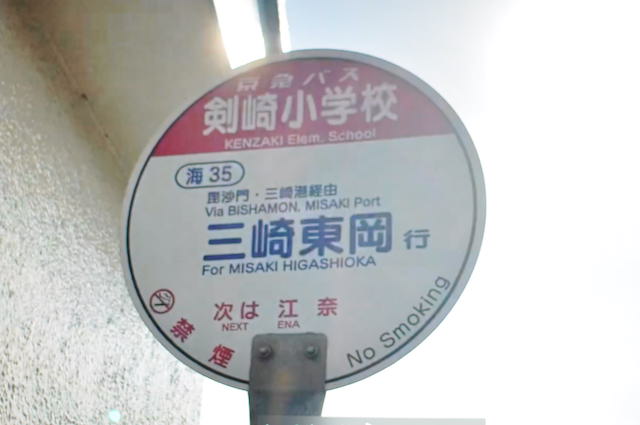 京急バス
剣崎小学校
KENZAKI Elem. School
海 35
毘沙門・三崎港経由
Via BISHAMON, MISAKI Port
三崎東岡 行
For MISAKI HIGASHIOKA
次は 江奈
NEXT ENA
禁煙
No Smoking